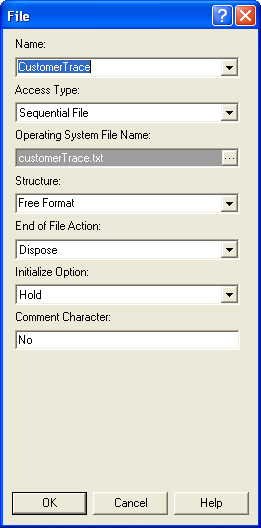 File
Name:
CustomerTrace
Access Type:
Sequential File
Operating System File Name:
customerTrace.txt
Structure:
Free Format
End of File Action:
Dispose
Initialize Option:
Hold
Comment Character:
No
OK Cancel Help